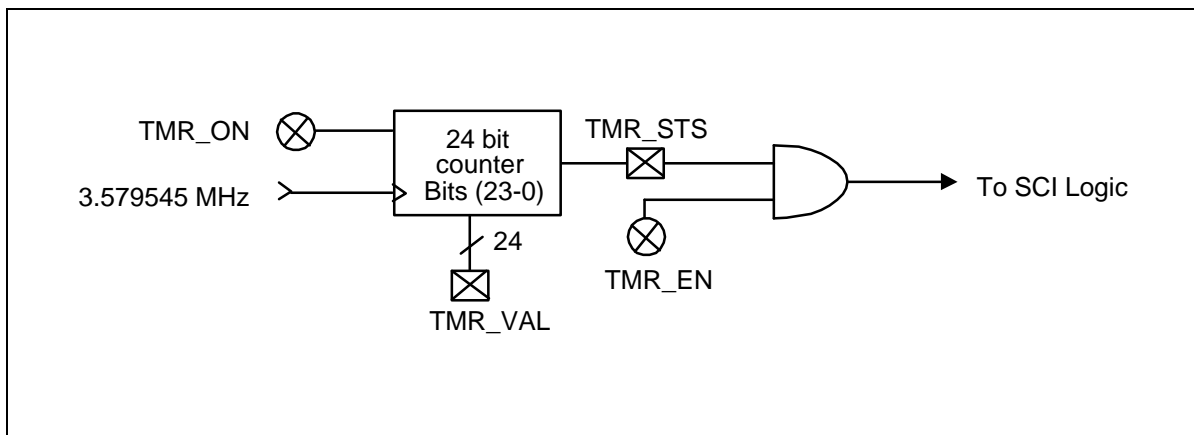 TMR_ON
3.579545 MHz
24 bit
counter
Bits (23-0)
24
TMR_VAL
TMR_STS
TMR_EN
To SCI Logic